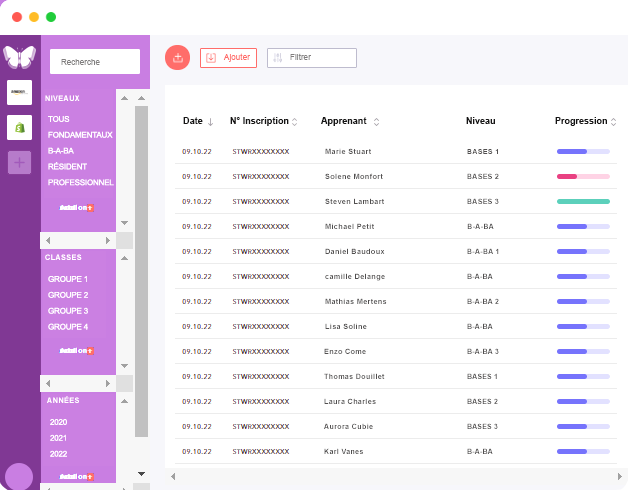 Recherche
Ajouter
Filtrer
NIVEAUX
TOUS
FONDAMENTAUX
B-A-BA
RÉSIDENT
PROFESSIONNEL
CLASSES
GROUPE 1
GROUPE 2
GROUPE 3
GROUPE 4
ANNÉES
2020
2021
2022
Date N° Inscription Apprenant Niveau Progression
09.10.22 STWRXXXXXXXX Marie Stuart BASES 1
09.10.22 STWRXXXXXXXX Solene Monfort BASES 2
09.10.22 STWRXXXXXXXX Steven Lambart BASES 3
09.10.22 STWRXXXXXXXX Michael Petit B-A-BA
09.10.22 STWRXXXXXXXX Daniel Baudoux B-A-BA 1
09.10.22 STWRXXXXXXXX camille Delange B-A-BA
09.10.22 STWRXXXXXXXX Mathias Mertens B-A-BA 2
09.10.22 STWRXXXXXXXX Lisa Soline B-A-BA
09.10.22 STWRXXXXXXXX Enzo Come B-A-BA 3
09.10.22 STWRXXXXXXXX Thomas Douillet BASES 1
09.10.22 STWRXXXXXXXX Laura Charles BASES 2
09.10.22 STWRXXXXXXXX Aurora Cubie BASES 3
09.10.22 STWRXXXXXXXX Karl Vanes B-A-BA